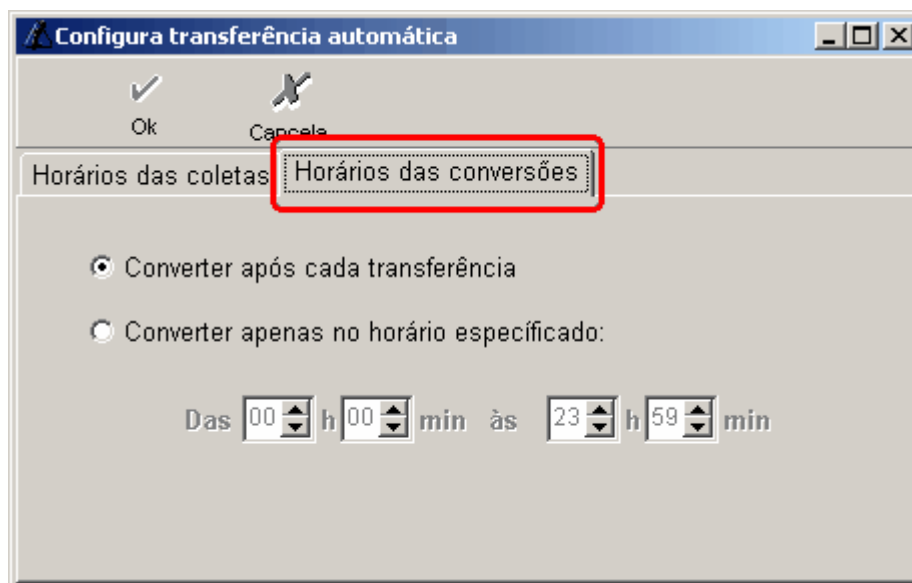 Configura transferência automática
Ok Cancela
Horários das coletas Horários das conversões
Converter após cada transferência
Converter apenas no horário específicado:
Das 00 h 00 min às 23 h 59 min